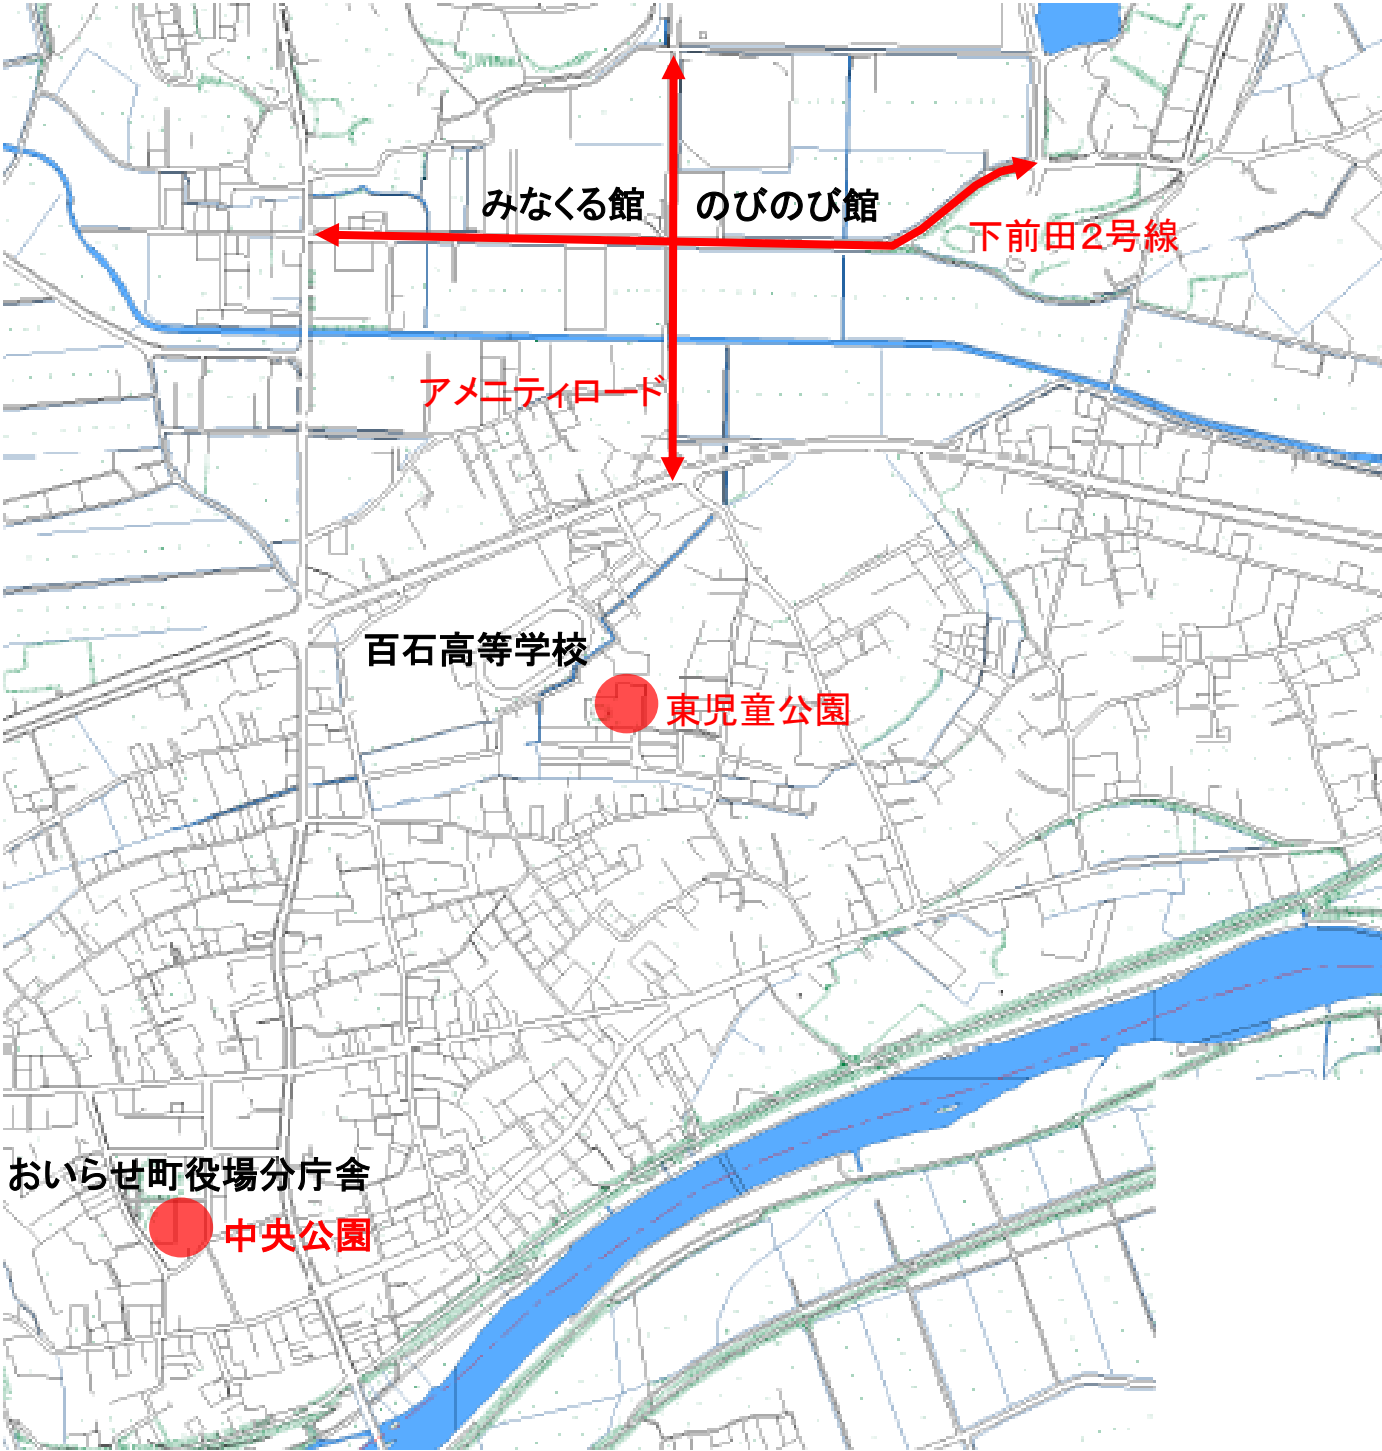 みなくる館
のびのび館
下前田2号線
アメニティロード
百石高等学校
東児童公園
おいらせ町役場分庁舎
中央公園